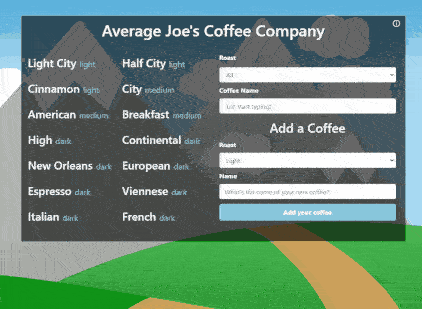 Average Joe's Coffee Company
Light City light
Half City light
Cinnamon light
City medium
American medium
Breakfast medium
High dark
Continental dark
New Orleans dark
European dark
Espresso dark
Viennese dark
Italian dark
French dark
Roast
All
Coffee Name
Just start typing!
Add a Coffee
Roast
Light
Name
What's the name of your new coffee?
Add your coffee